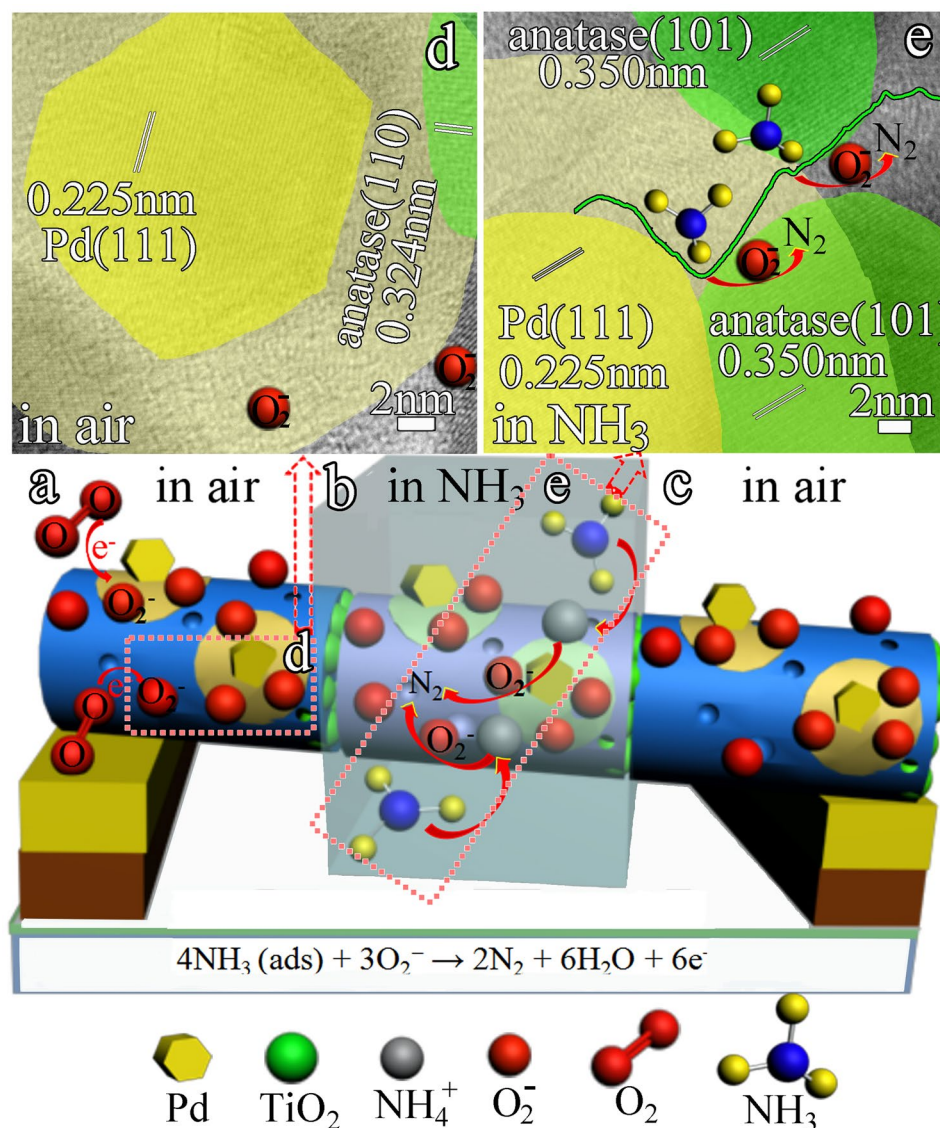 d
0.225nm
Pd(111)
anatase(110)
0.324nm
O₂⁻
O₂⁻
in air
2nm
anatase(101)
0.350nm
e
N₂
O₂⁻
N₂
O₂⁻
Pd(111)
0.225nm
anatase(101)
0.350nm
in NH₃
2nm
a
in air
b
in NH₃
e
c
in air
O
O
e⁻
O₂⁻
d
e
O₂⁻
O
O
N₂
O₂⁻
O₂⁻
4NH₃ (ads) + 3O₂⁻ → 2N₂ + 6H₂O + 6e⁻
Pd
TiO₂
NH₄⁺
O₂⁻
O₂
NH₃